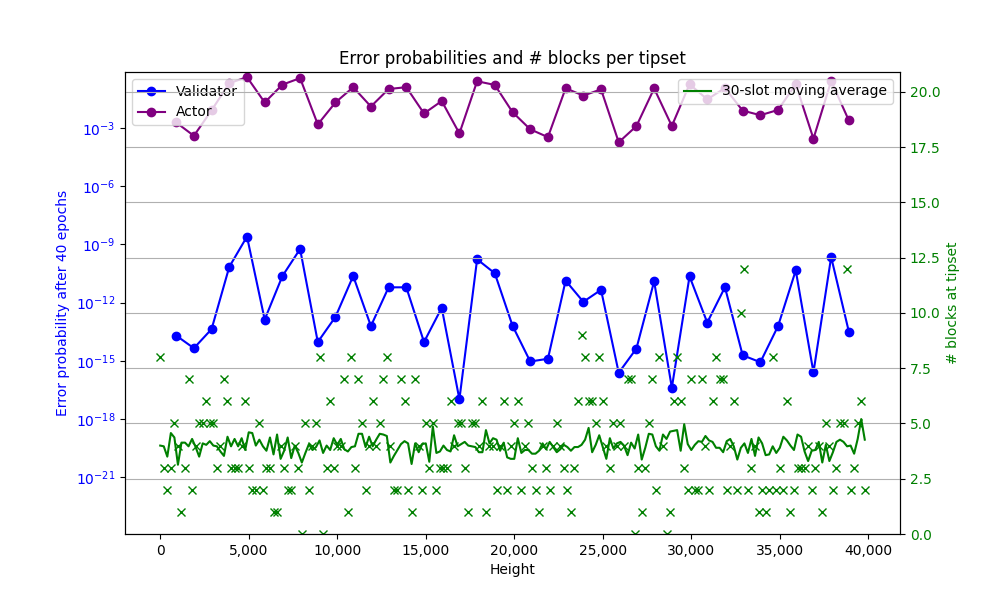 Error probabilities and # blocks per tipset
Validator
Actor
30-slot moving average
Error probability after 40 epochs
10⁻³
10⁻⁶
10⁻⁹
10⁻¹²
10⁻¹⁵
10⁻¹⁸
10⁻²¹
20.0
17.5
15.0
12.5
10.0
7.5
5.0
2.5
0.0
# blocks at tipset
0 5,000 10,000 15,000 20,000 25,000 30,000 35,000 40,000
Height